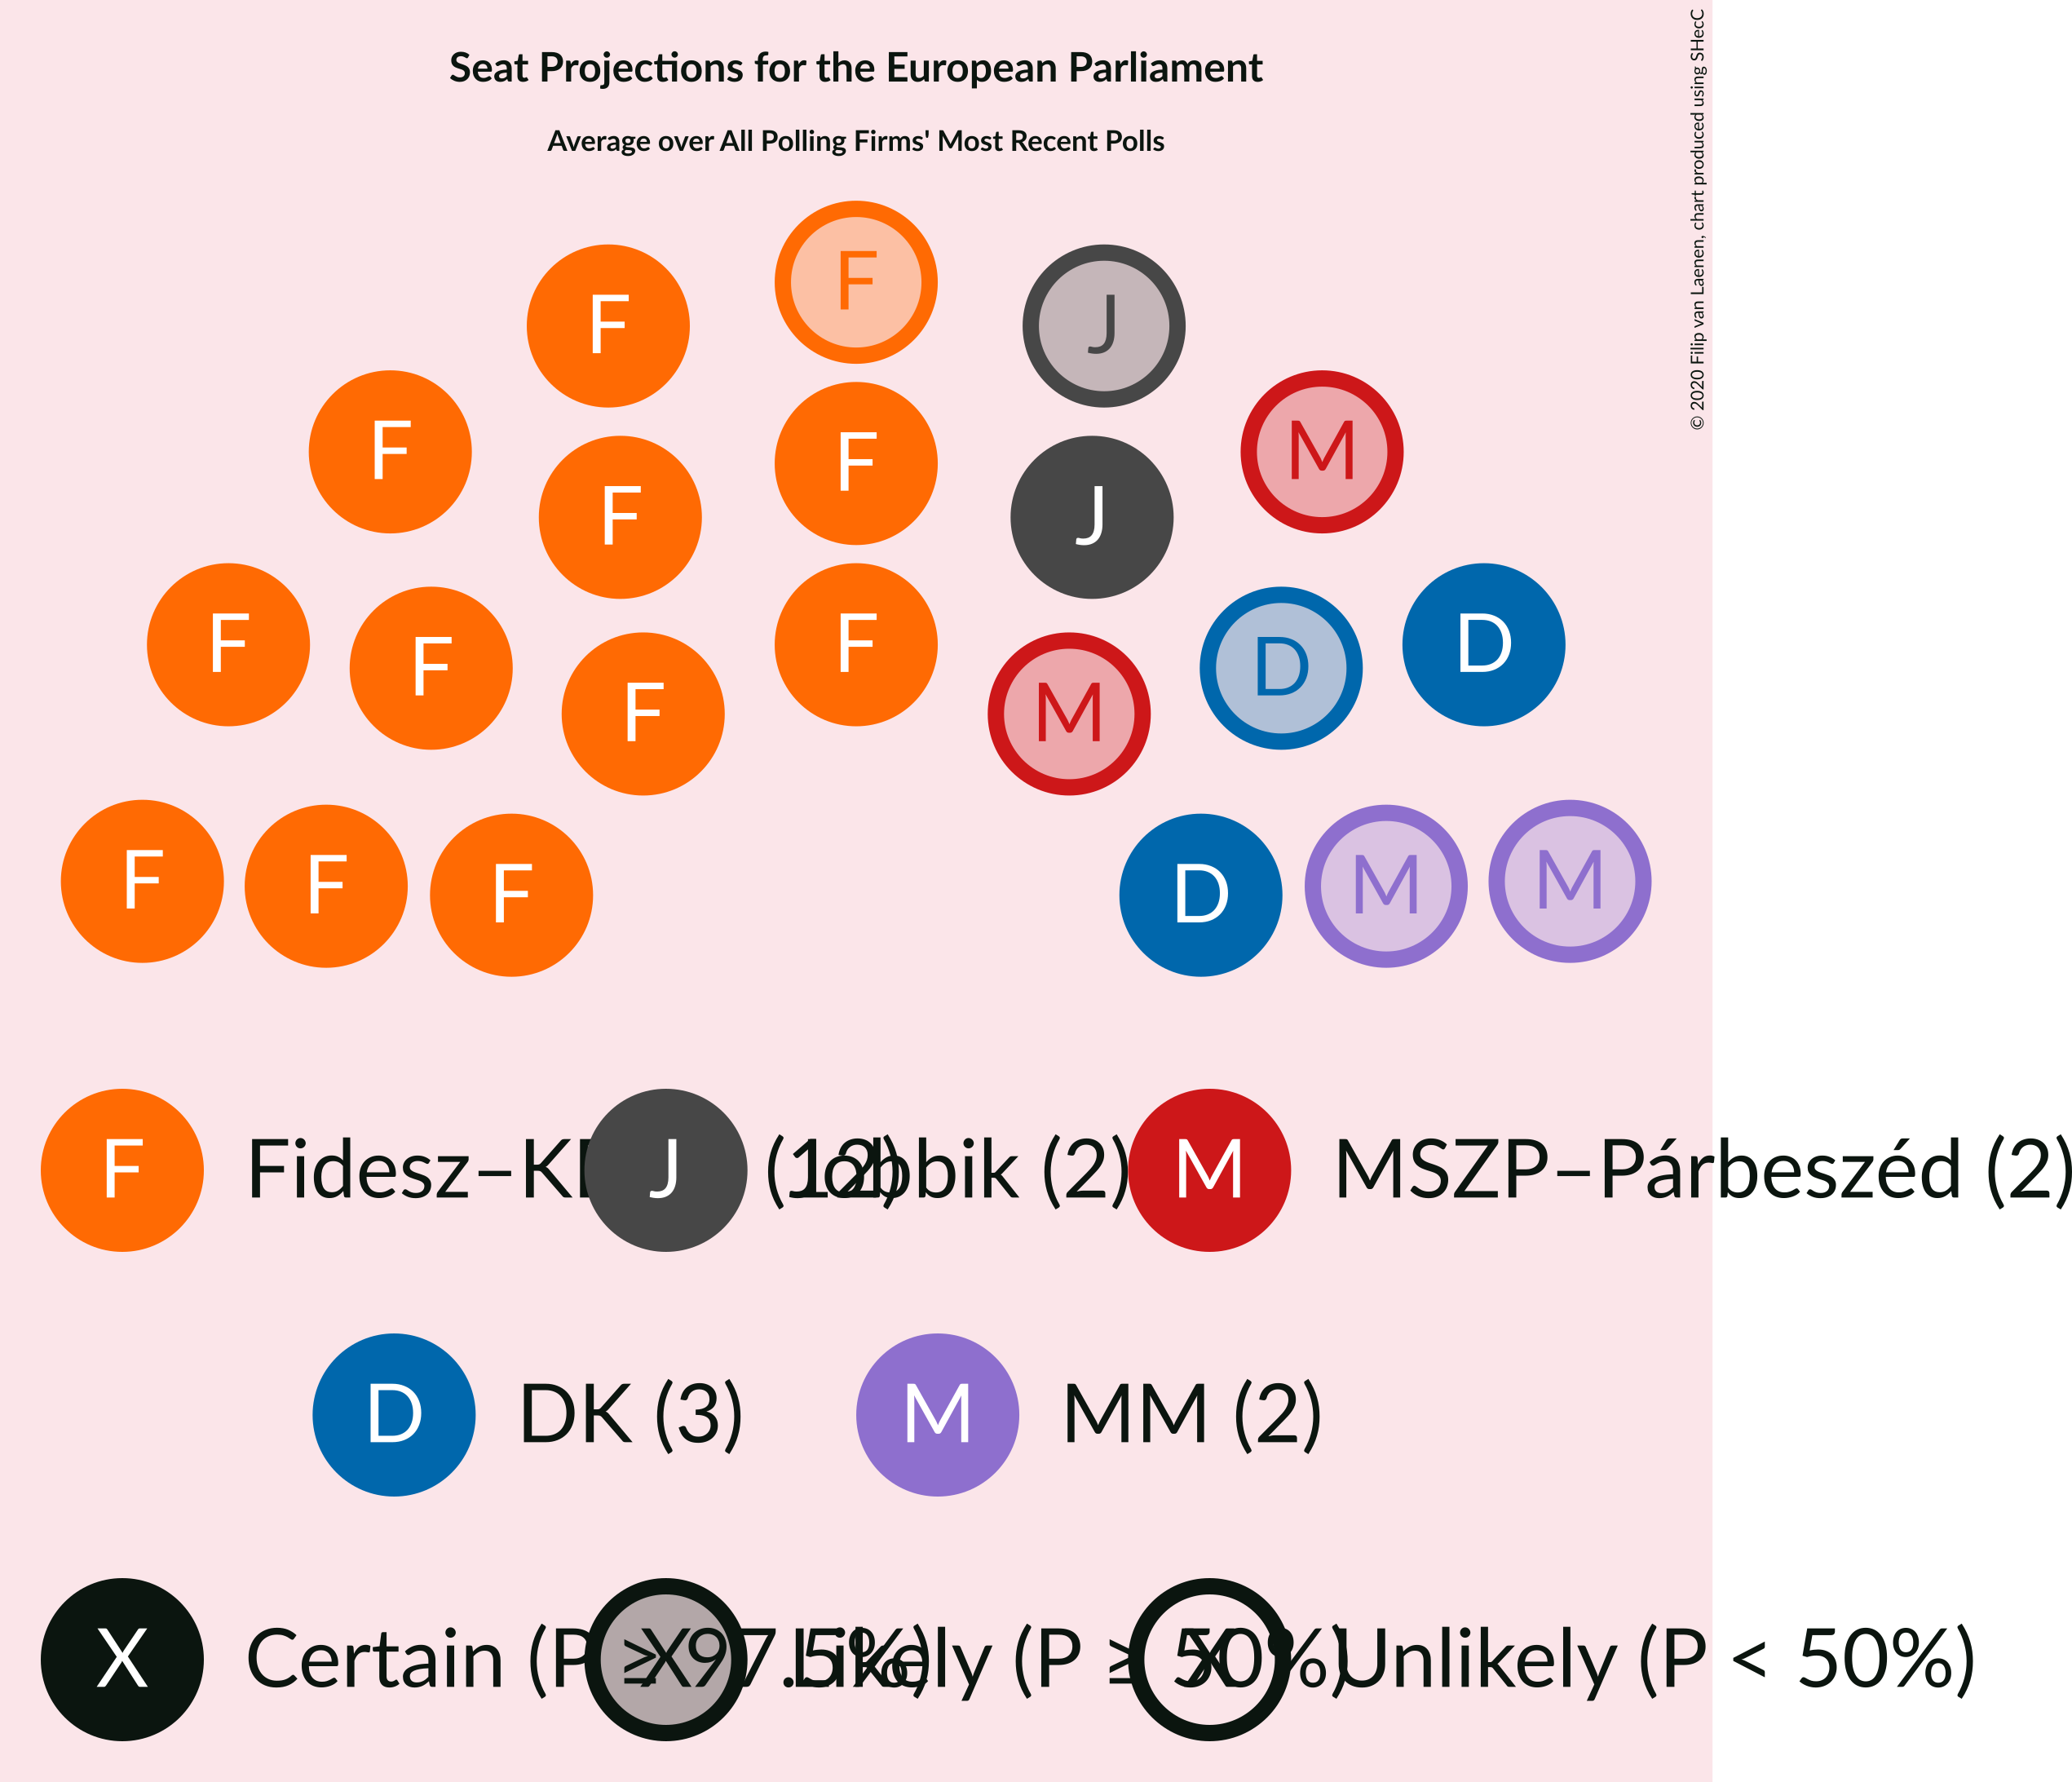 Seat Projections for the European Parliament
Average over All Polling Firms' Most Recent Polls
© 2020 Filip van Laenen, chart produced using SHecC
F
F
J
F
F
M
F
J
F
F
F
D
D
F
M
F
F
F
D
M
M
F Fidesz–K (12) J Jobbik (2) M MSZP–Párbeszéd (2)
D DK (3) M MM (2)
X Certain (P ≥ 97.5%) X Likely (P ≥ 50%) X Unlikely (P < 50%)